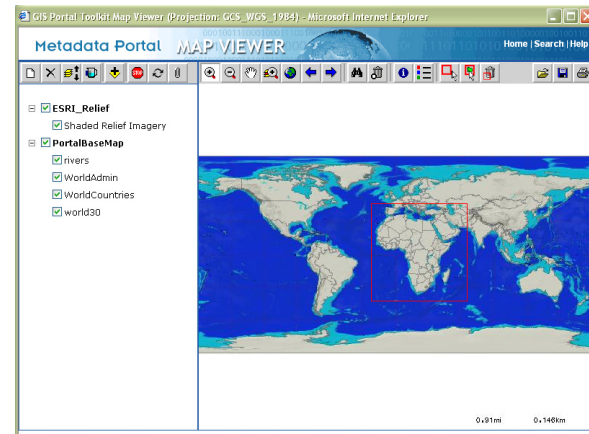 GIS Portal Toolkit Map Viewer (Projection: GCS_WGS_1984) - Microsoft Internet Explorer
Metadata Portal MAP VIEWER
Home | Search | Help
STOP
ESRI_Relief
Shaded Relief Imagery
PortalBaseMap
rivers
WorldAdmin
WorldCountries
world30
0.91mi 0.146km